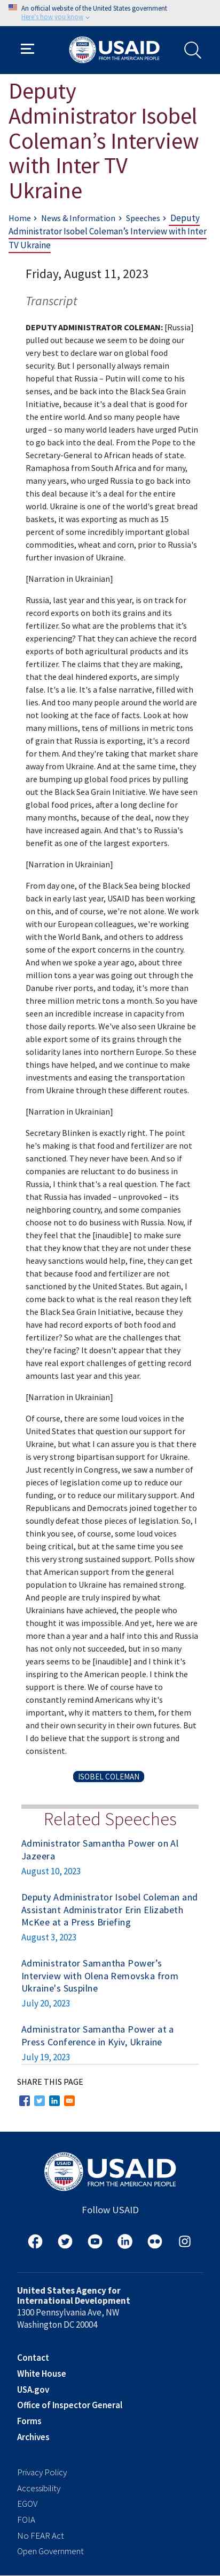 An official website of the United States government
Here's how you know
USAID
FROM THE AMERICAN PEOPLE
Deputy
Administrator Isobel
Coleman's Interview
with Inter TV
Ukraine
Home › News & Information › Speeches › Deputy
Administrator Isobel Coleman's Interview with Inter
TV Ukraine
Friday, August 11, 2023
Transcript
DEPUTY ADMINISTRATOR COLEMAN: [Russia]
pulled out because we seem to be doing our
very best to declare war on global food
security. But I personally always remain
hopeful that Russia – Putin will come to his
senses, and be back into the Black Sea Grain
Initiative, because it's a deal that is good for
the entire world. And so many people have
urged – so many world leaders have urged Putin
to go back into the deal. From the Pope to the
Secretary-General to African heads of state.
Ramaphosa from South Africa and for many,
many years, who urged Russia to go back into
this deal because it's a deal for the entire
world. Ukraine is one of the world's great bread
baskets, it was exporting as much as 15
percent of some incredibly important global
commodities, wheat and corn, prior to Russia's
further invasion of Ukraine.
[Narration in Ukrainian]
Russia, last year and this year, is on track for
record exports on both its grains and its
fertilizer. So what are the problems that it's
experiencing? That can they will achieve the record
exports of both agricultural products and its
fertilizer. The claims that they are making,
that the deal hindered exports, are simply
false. It's a lie. It's a false narrative, filled with
lies. And too many people around the world are
not looking at the face of facts. Look at how
many millions, tens of millions in metric tons
of grain that Russia is exporting, it's a record
for them. And they're taking that market share
away from Ukraine. And at the same time, they
are bumping up global food prices by pulling
out the Black Sea Grain Initiative. We have seen
global food prices, after a long decline for
many months, because of the deal, now they
have increased again. And that's to Russia's
benefit as one of the largest exporters.
[Narration in Ukrainian]
From day one, of the Black Sea being blocked
back in early last year, USAID has been working
on this, and of course, we're not alone. We work
with our European colleagues, we're working
with the World Bank, and others to address
some of the export concerns in the corridors.
And when we spoke a year ago, about three
million tons a year was going out through the
Danube river ports, and today, it's more than
three million metric tons a month. So you have
seen an incredible increase in capacity from
those daily reports. We've also seen Ukraine be
able export some of its grains through the
solidarity lanes into northern Europe. So these
things have helped, and we continue to make
investments and easing the transportation
from Ukraine through these different routes.
[Narration in Ukrainian]
Secretary Blinken is exactly right. The point
he's making is that food and fertilizer are not
sanctioned. They never have been. And so if
companies are reluctant to do business in
Russia, I think that's a real question. The fact
that Russia has invaded – unprovoked – its
neighboring country, and some companies
choose not to do business with Russia. Now, if
they feel that the [inaudible] to make sure
that they know that they are not under these
heavy sanctions would help, fine, they can get
that because food and fertilizer are not
sanctioned by the United States. But again, I
come back to what is the real reason they left
the Black Sea Grain Initiative, because they
have had record exports of both food and
fertilizer? So what are the challenges that
they're facing? It doesn't appear that they
have any real export challenges of getting record
amounts last year and this year.
[Narration in Ukrainian]
Of course, there are some loud voices in the
United States that question our support for
Ukraine, but what I can assure you is that there
is very strong bipartisan support for Ukraine.
Just recently in Congress, we saw a number of
pieces of legislation come up to reduce our
funding, or to reduce our military support. And
Republicans and Democrats joined together to
soundly defeat those pieces of legislation. So, I
think you see, of course, some loud voices
being critical, but at the same time you see
this very strong sustained support. Polls show
that American support from the general
population to Ukraine has remained strong.
And people are truly inspired by what
Ukrainians have achieved, the people who
thought it was impossible. And yet, here we are
more than a year and a half into this and Russia
has not only not succeeded, but in so many
years seems to be [inaudible] and I think it's
inspiring to the American people. I think the
support is there. We of course have to
constantly remind Americans why it's
important, why it matters to them, for them
and their own security in their own futures. But
I do believe that the support is strong and
consistent.
ISOBEL COLEMAN
Related Speeches
Administrator Samantha Power on Al
Jazeera
August 10, 2023
Deputy Administrator Isobel Coleman and
Assistant Administrator Erin Elizabeth
McKee at a Press Briefing
August 3, 2023
Administrator Samantha Power's
Interview with Olena Removska from
Ukraine's Suspilne
July 20, 2023
Administrator Samantha Power at a
Press Conference in Kyiv, Ukraine
July 19, 2023
SHARE THIS PAGE
USAID
FROM THE AMERICAN PEOPLE
Follow USAID
United States Agency for
International Development
1300 Pennsylvania Ave, NW
Washington DC 20004
Contact
White House
USA.gov
Office of Inspector General
Forms
Archives
Privacy Policy
Accessibility
EGOV
FOIA
No FEAR Act
Open Government